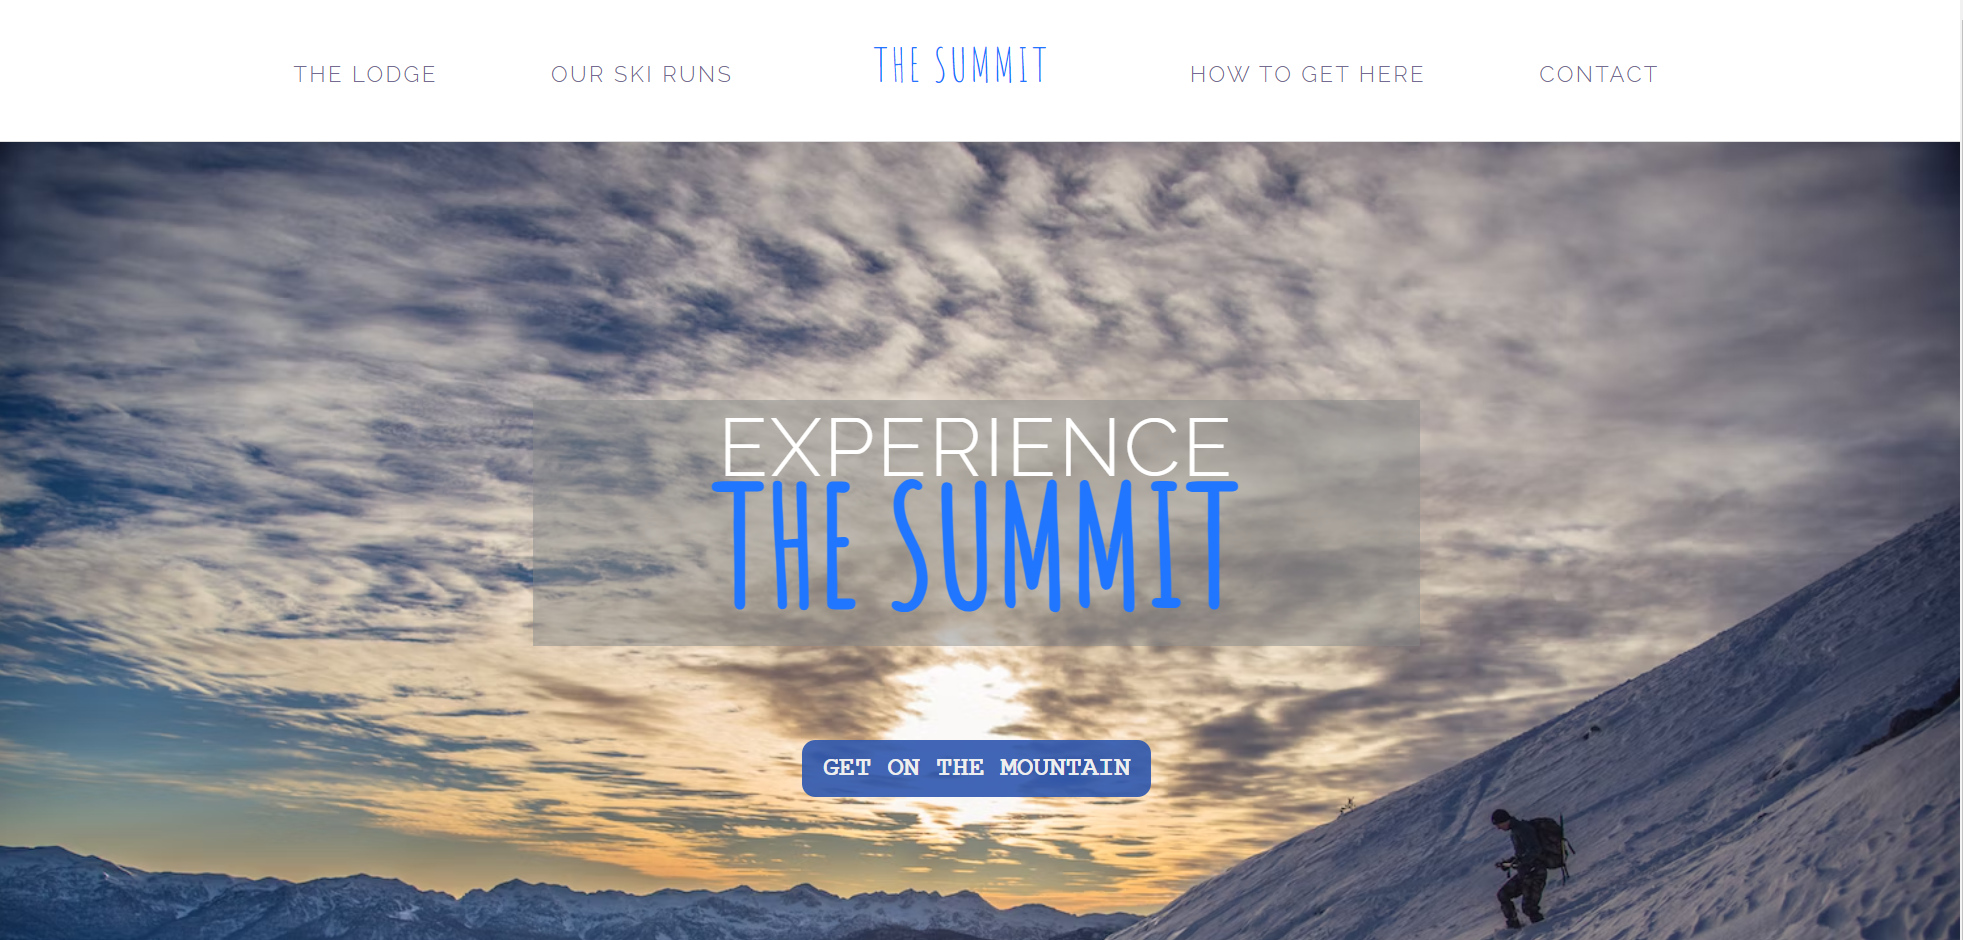 THE LODGE
OUR SKI RUNS
THE SUMMIT
HOW TO GET HERE
CONTACT
EXPERIENCE
THE SUMMIT
GET ON THE MOUNTAIN